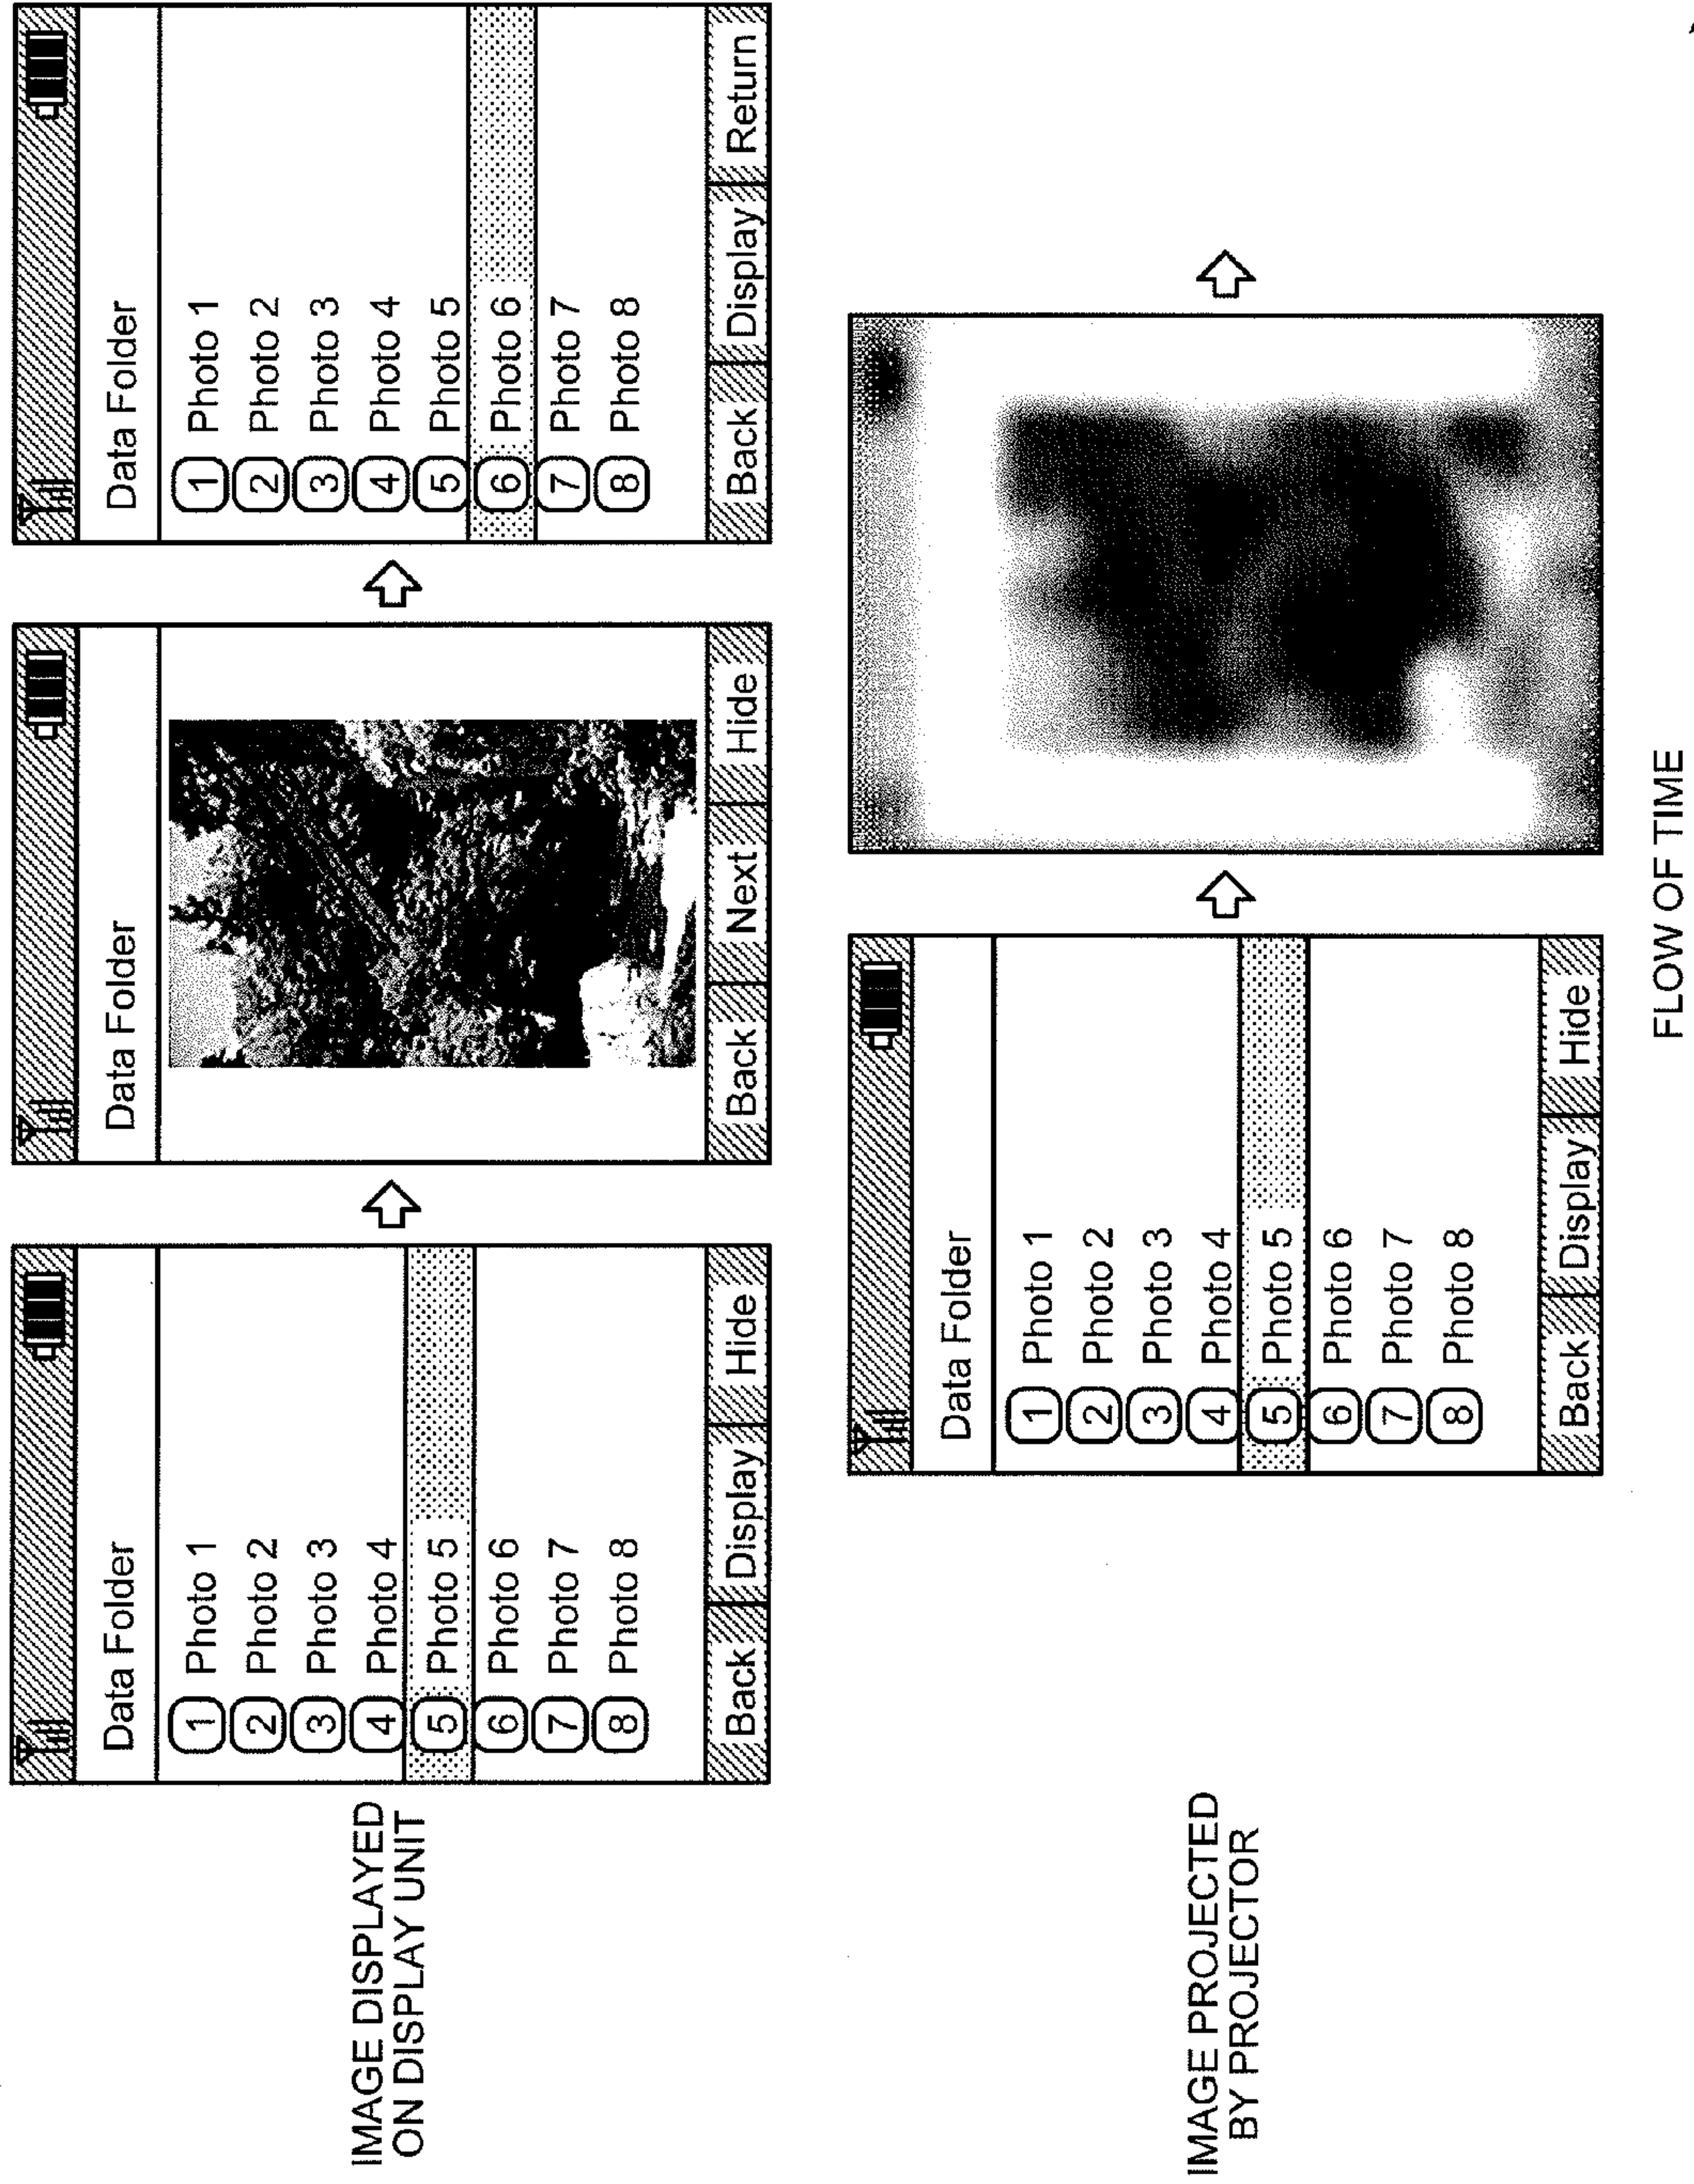 IMAGE DISPLAYED
ON DISPLAY UNIT
Data Folder
1 Photo 1
2 Photo 2
3 Photo 3
4 Photo 4
5 Photo 5
6 Photo 6
7 Photo 7
8 Photo 8
Back Display Hide
Data Folder
Back Next Hide
Data Folder
1 Photo 1
2 Photo 2
3 Photo 3
4 Photo 4
5 Photo 5
6 Photo 6
7 Photo 7
8 Photo 8
Back Display Return
IMAGE PROJECTED
BY PROJECTOR
Data Folder
1 Photo 1
2 Photo 2
3 Photo 3
4 Photo 4
5 Photo 5
6 Photo 6
7 Photo 7
8 Photo 8
Back Display Hide
FLOW OF TIME